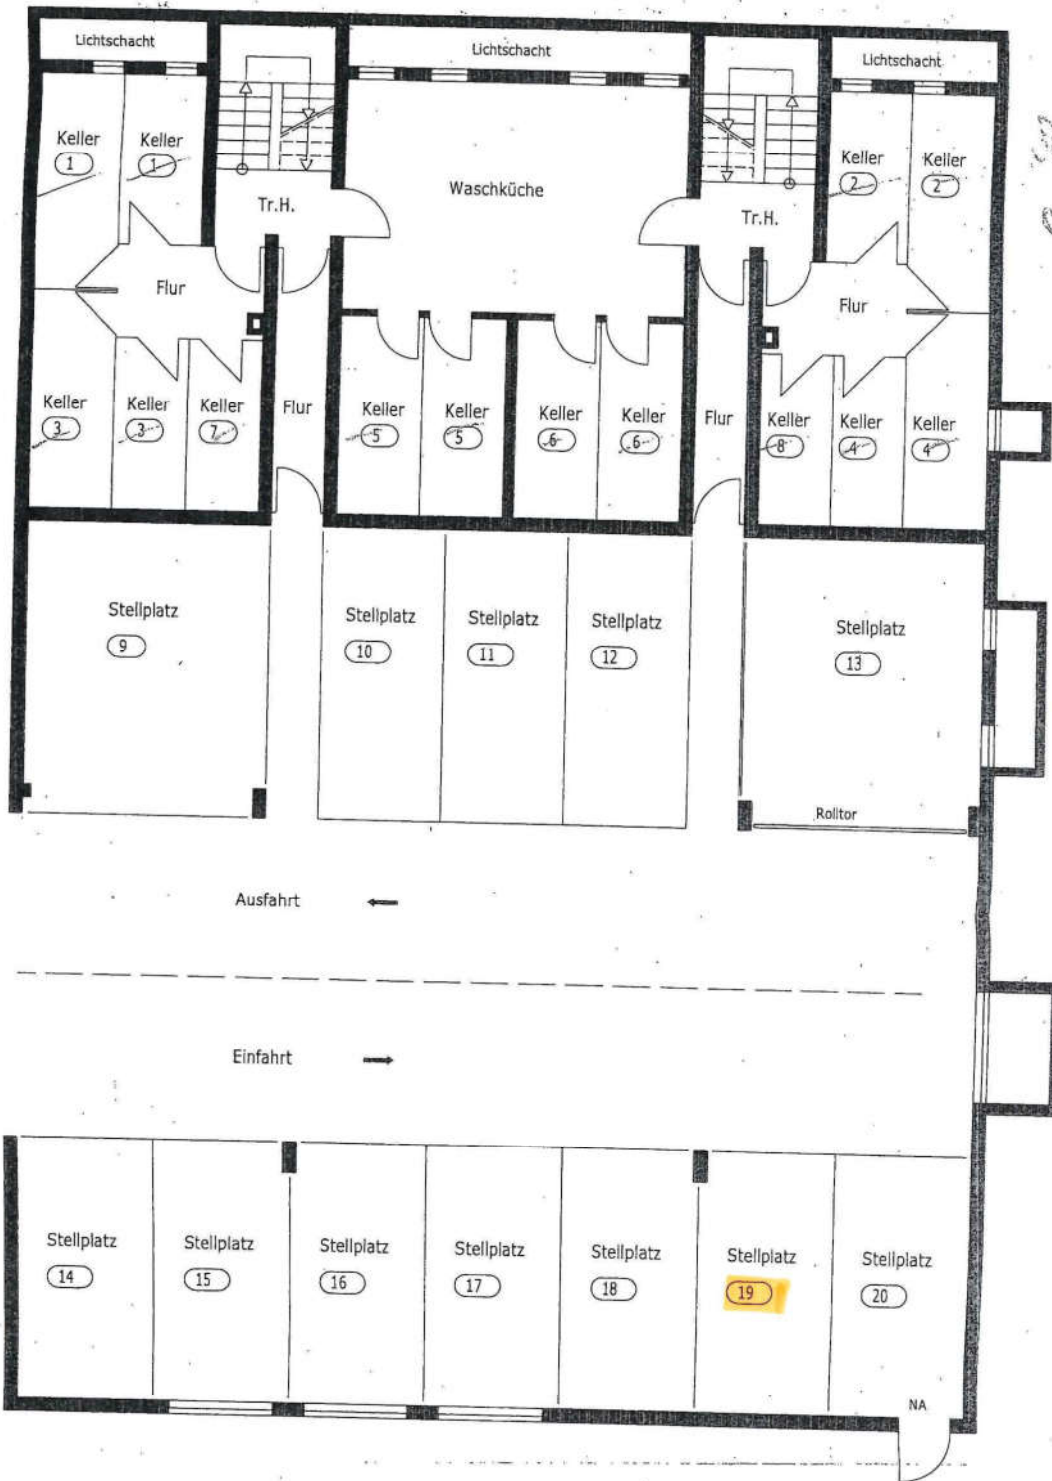 Lichtschacht
Lichtschacht
Lichtschacht
Keller
1
Keller
1
Waschküche
Keller
2
Keller
2
Tr.H.
Tr.H.
Flur
Flur
Keller
3
Keller
3
Keller
7
Flur
Keller
5
Keller
5
Keller
6
Keller
6
Flur
Keller
8
Keller
4
Keller
4
Stellplatz
9
Stellplatz
10
Stellplatz
11
Stellplatz
12
Stellplatz
13
Rolltor
Ausfahrt
Einfahrt
Stellplatz
14
Stellplatz
15
Stellplatz
16
Stellplatz
17
Stellplatz
18
Stellplatz
19
Stellplatz
20
NA